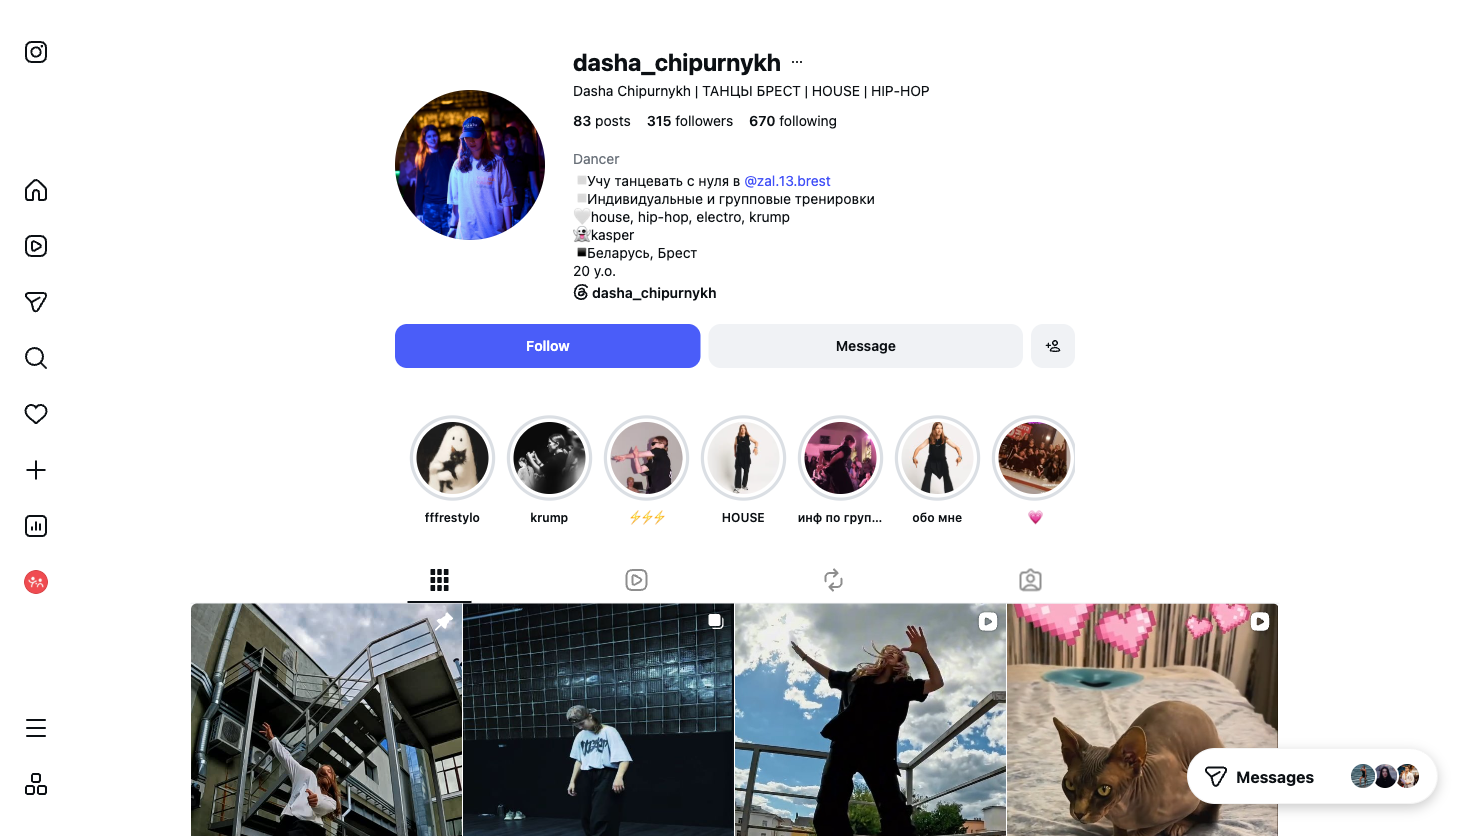 dasha_chipurnykh ...
Dasha Chipurnykh | ТАНЦЫ БРЕСТ | HOUSE | HIP-HOP
83 posts 315 followers 670 following
Dancer
◽Учу танцевать с нуля в @zal.13.brest
◽Индивидуальные и групповые тренировки
🤍house, hip-hop, electro, krump
👻kasper
◾Беларусь, Брест
20 y.o.
dasha_chipurnykh
Follow Message
fffrestylo krump ⚡⚡⚡ HOUSE инф по груп... обо мне 💗
Messages